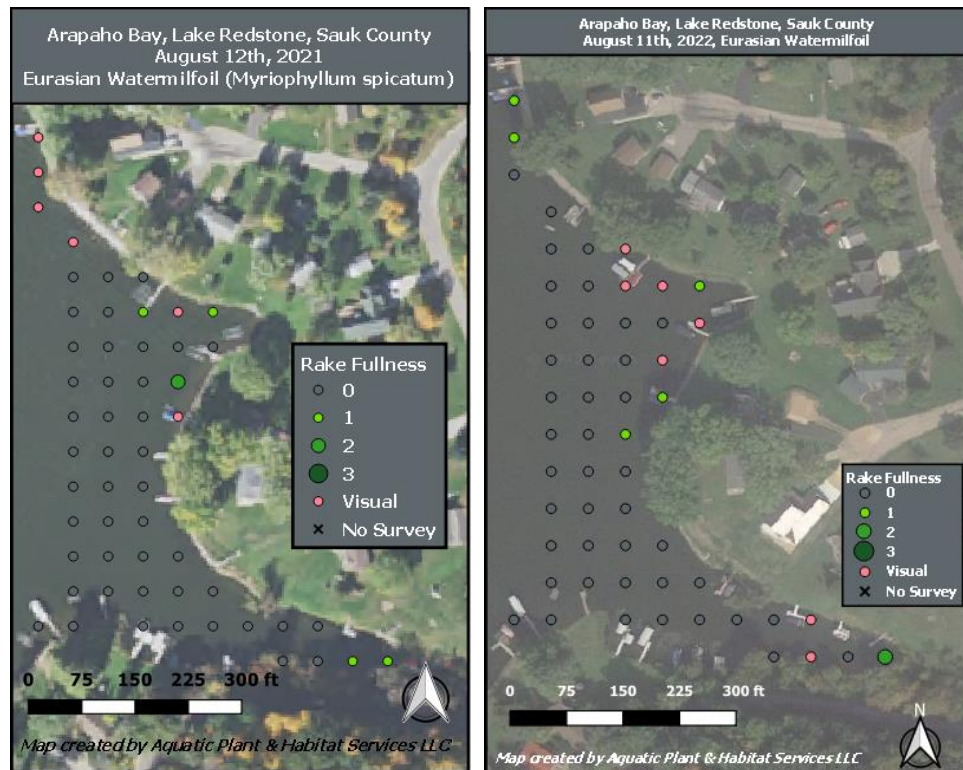 Arapaho Bay, Lake Redstone, Sauk County
August 12th, 2021
Eurasian Watermilfoil (Myriophyllum spicatum)
Rake Fullness
0
1
2
3
Visual
No Survey
0 75 150 225 300 ft
Map created by Aquatic Plant & Habitat Services LLC
Arapaho Bay, Lake Redstone, Sauk County
August 11th, 2022, Eurasian Watermilfoil
Rake Fullness
0
1
2
3
Visual
No Survey
0 75 150 225 300 ft
N
Map created by Aquatic Plant & Habitat Services LLC